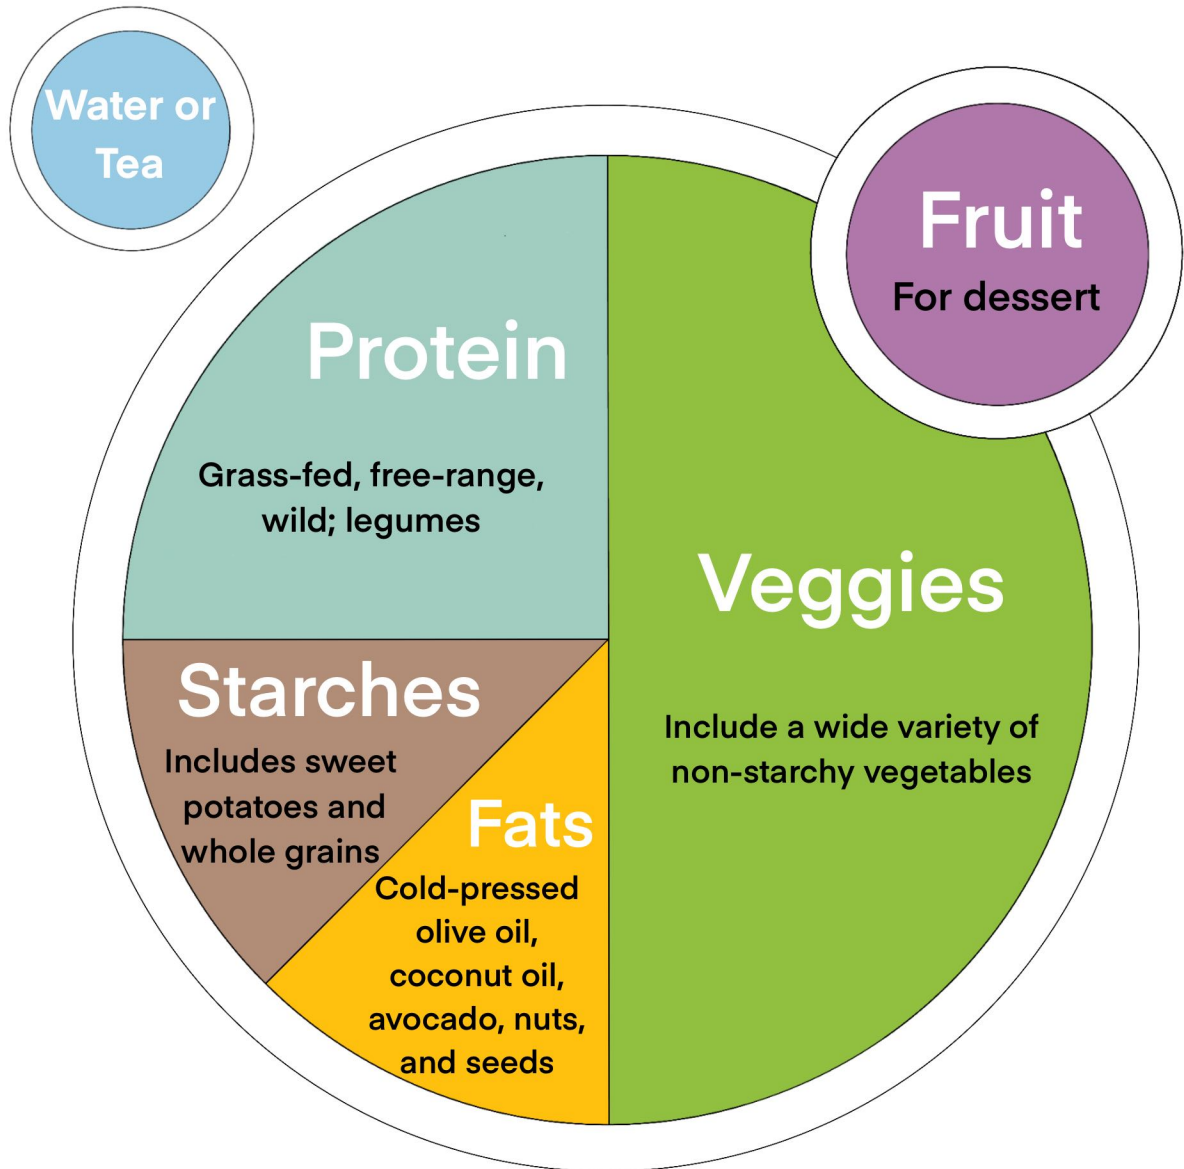 Water or
Tea
Fruit
For dessert
Protein
Grass-fed, free-range,
wild; legumes
Veggies
Include a wide variety of
non-starchy vegetables
Starches
Includes sweet
potatoes and
whole grains
Fats
Cold-pressed
olive oil,
coconut oil,
avocado, nuts,
and seeds